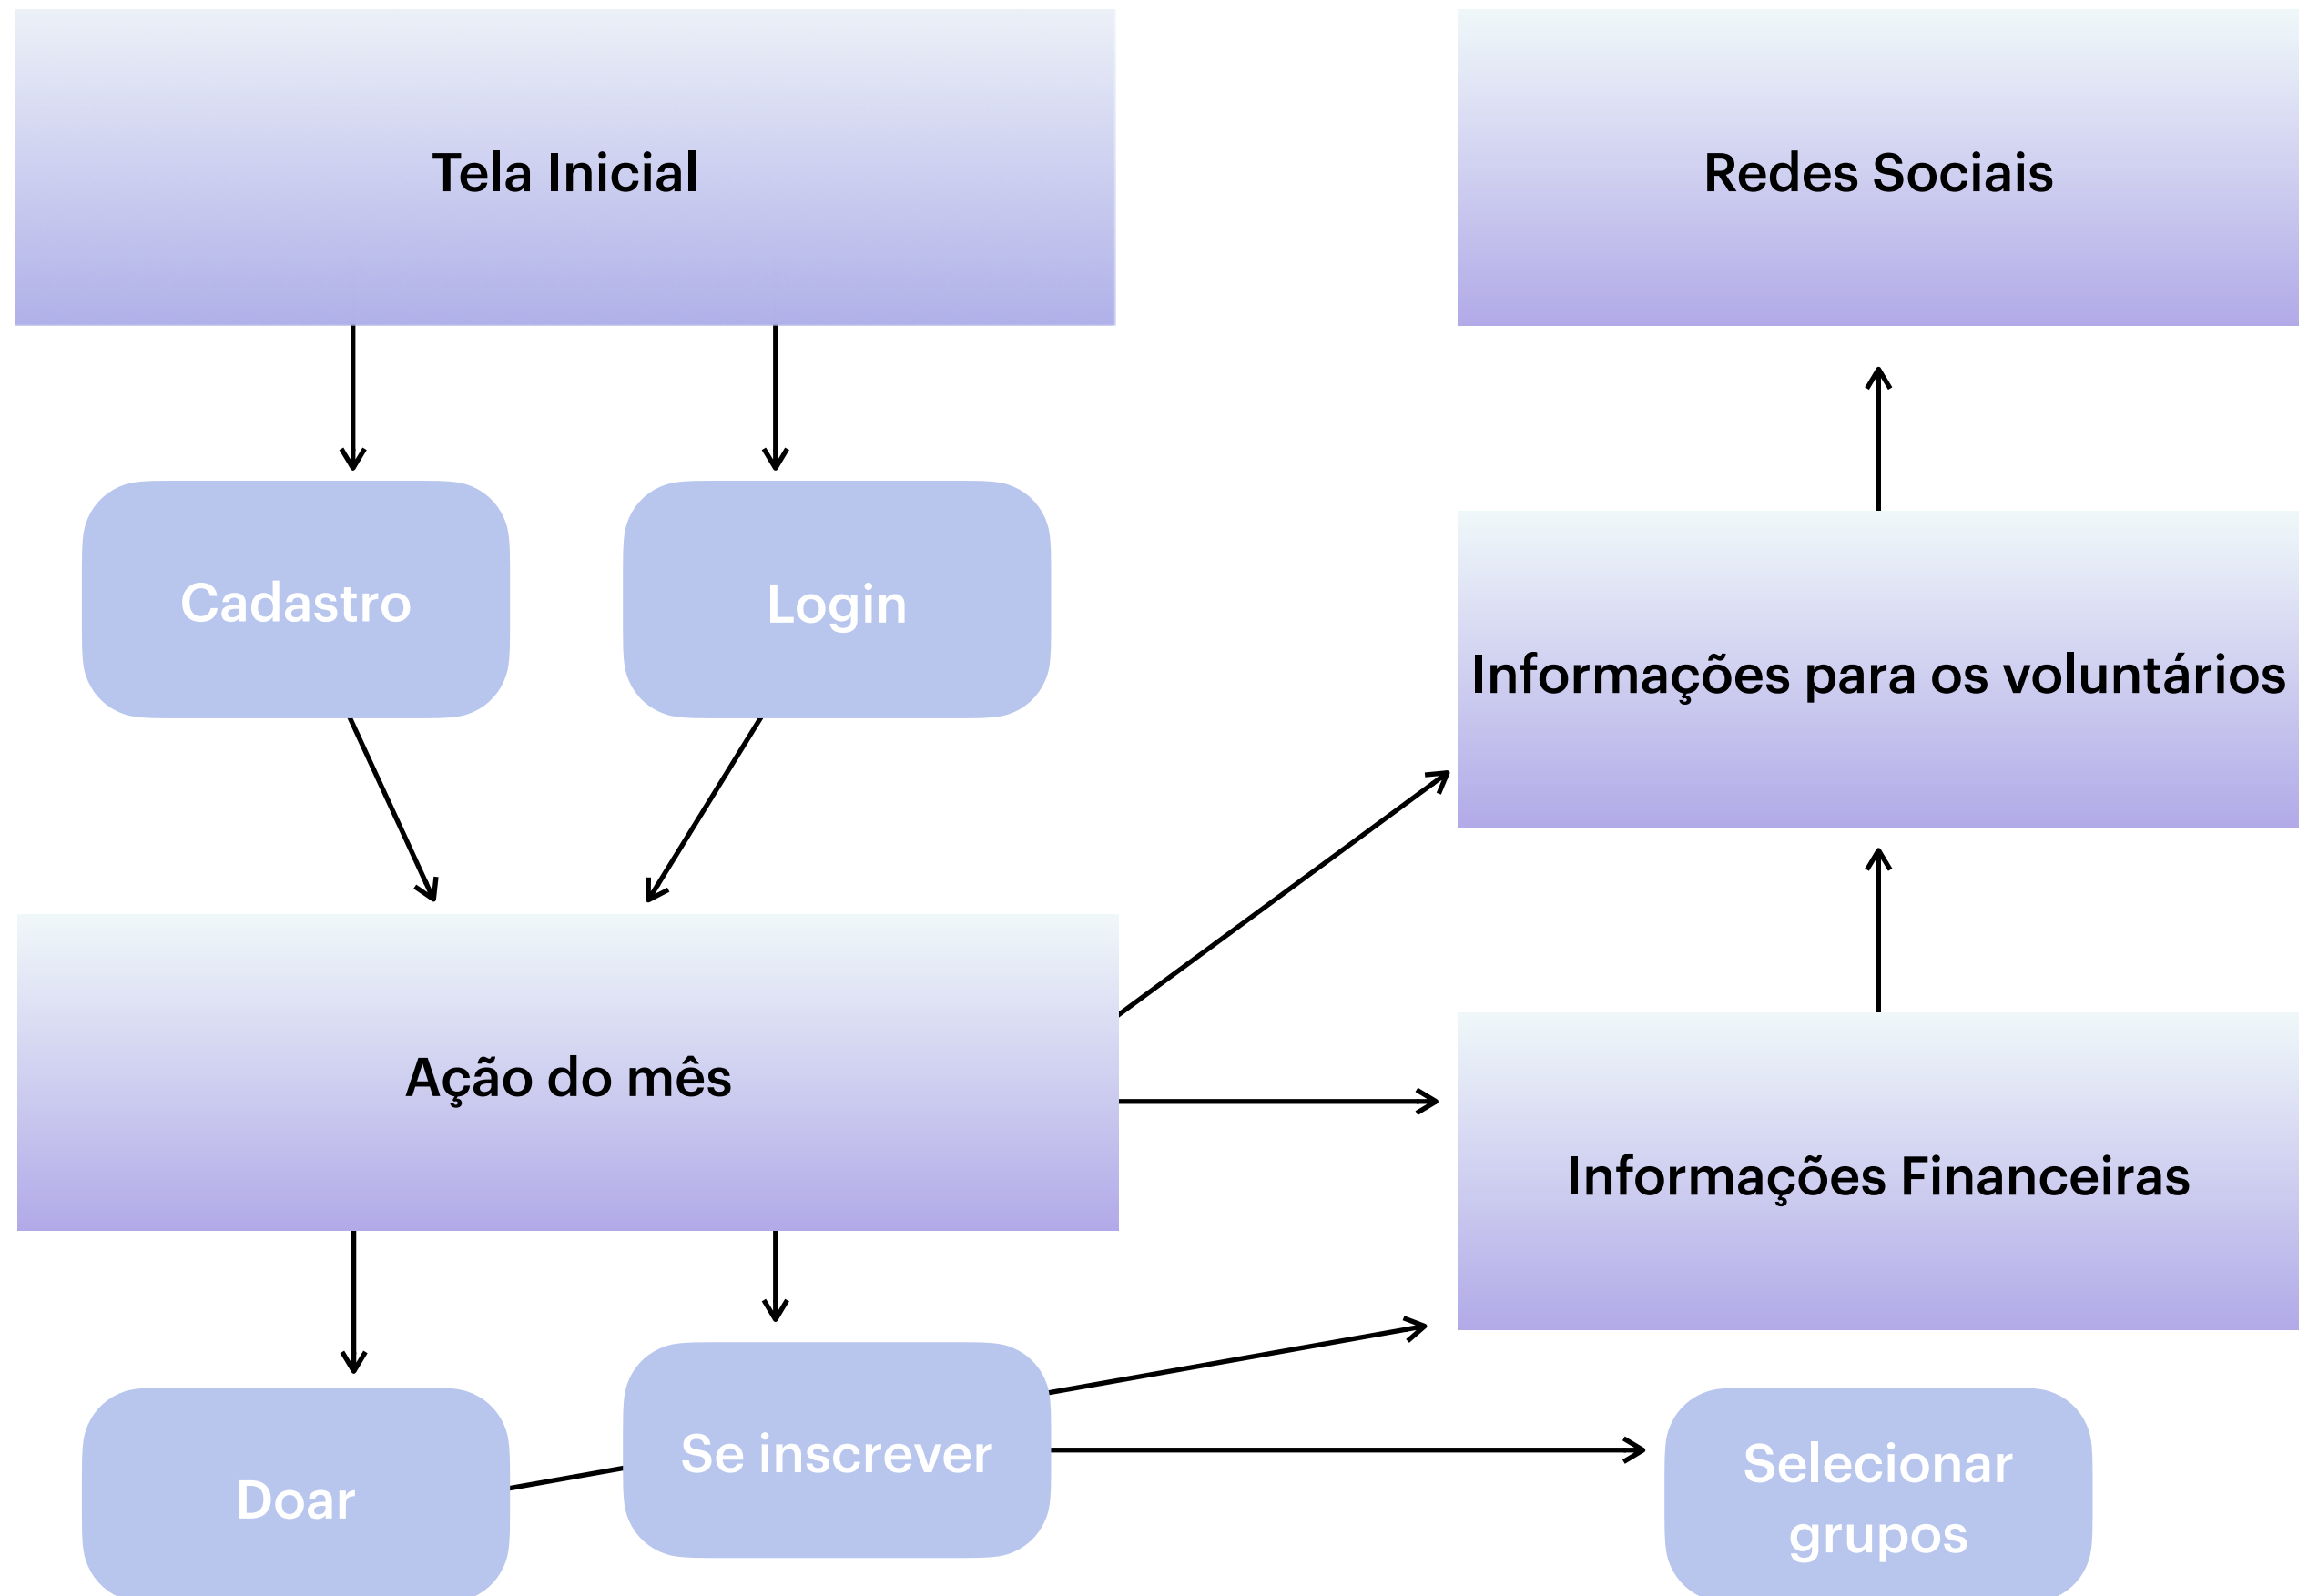 Tela Inicial
Redes Sociais
Cadastro
Login
Informações para os voluntários
Ação do mês
Informações Financeiras
Doar
Se inscrever
Selecionar
grupos